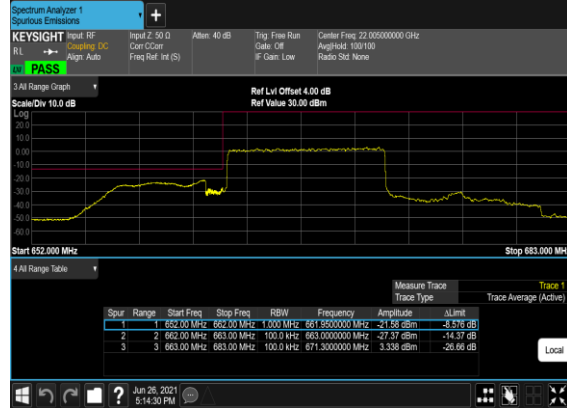 Spectrum Analyzer 1
Spurious Emissions
KEYSIGHT Input: RF Input Z: 50 Ω Atten: 40 dB Trig: Free Run Center Freq: 22.005000000 GHz
RL Coupling: DC Corr CCorr Gate: Off Avg|Hold: 100/100
Align: Auto Freq Ref: Int (S) IF Gain: Low Radio Std: None
PASS
3 All Range Graph
Ref Lvl Offset 4.00 dB
Scale/Div 10.0 dB Ref Value 30.00 dBm
Log
20.0
10.0
0.00
-10.0
-20.0
-30.0
-40.0
-50.0
-60.0
Start 652.000 MHz Stop 683.000 MH
4 All Range Table
Measure Trace Trace 1
Trace Type Trace Average (Active)
Spur Range Start Freq Stop Freq RBW Frequency Amplitude ΔLimit
1 1 652.00 MHz 662.00 MHz 1.000 MHz 661.9500000 MHz -21.58 dBm -8.576 dB
2 2 662.00 MHz 663.00 MHz 100.0 kHz 663.0000000 MHz -27.37 dBm -14.37 dB
3 3 663.00 MHz 683.00 MHz 100.0 kHz 671.3000000 MHz 3.338 dBm -26.66 dB
Local
? Jun 26, 2021
5:14:30 PM